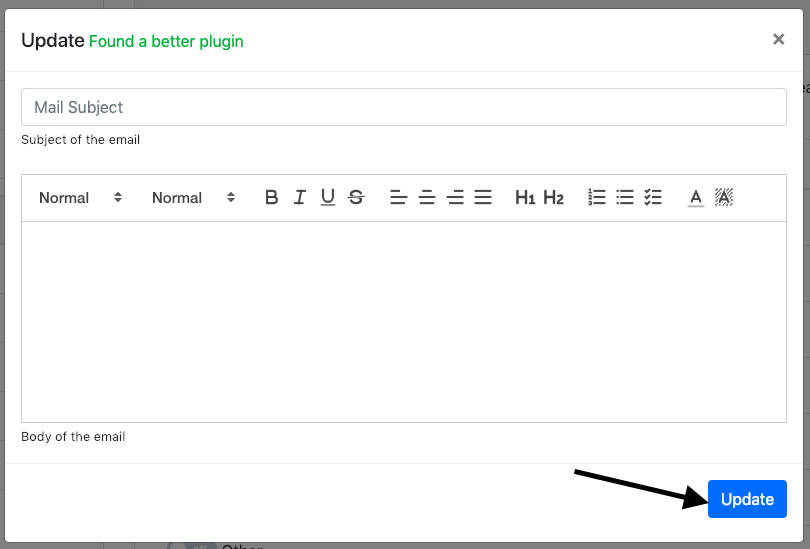 Update Found a better plugin ×
Mail Subject
Subject of the email
Normal Normal B I U S H1 H2 A A
Body of the email
Update